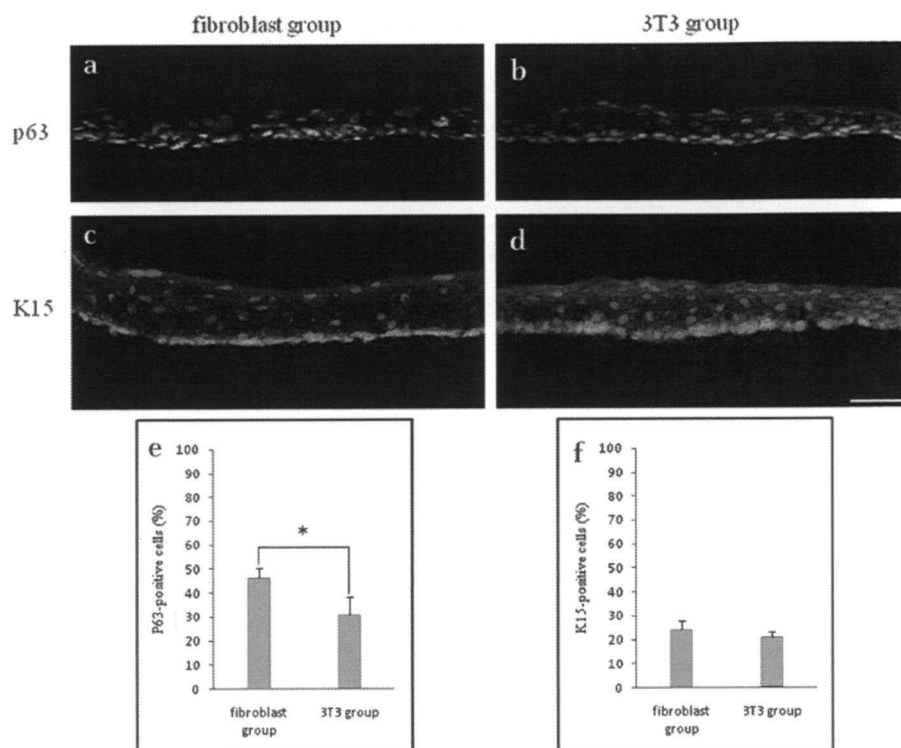 fibroblast group 3T3 group
a b
p63
c d
K15
e
P63-positive cells (%)
100
90
80
70
60
50
40
30
20
10
0
*
fibroblast group
3T3 group
f
K15-positive cells (%)
100
90
80
70
60
50
40
30
20
10
0
fibroblast group
3T3 group